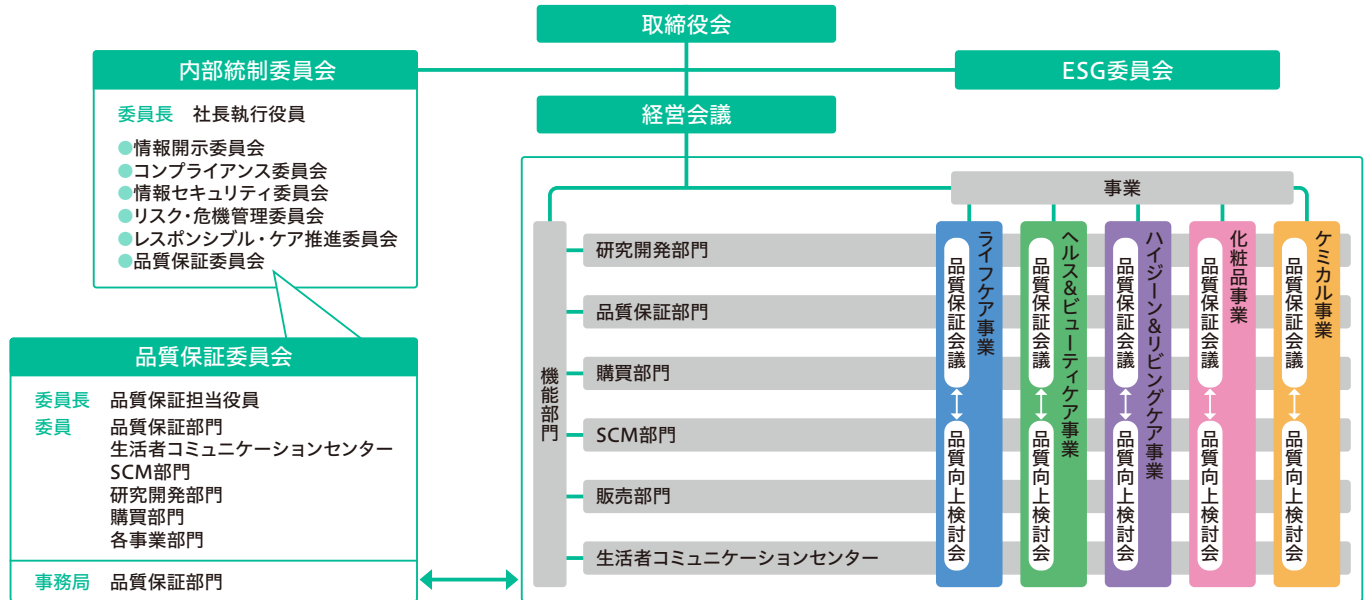 取締役会
内部統制委員会
ESG委員会
委員長 社長執行役員
●情報開示委員会
●コンプライアンス委員会
●情報セキュリティ委員会
●リスク・危機管理委員会
●レスポンシブル・ケア推進委員会
●品質保証委員会
経営会議
品質保証委員会
委員長 品質保証担当役員
委員 品質保証部門
生活者コミュニケーションセンター
SCM部門
研究開発部門
購買部門
各事業部門
事務局 品質保証部門
機能部門
研究開発部門
品質保証部門
購買部門
SCM部門
販売部門
生活者コミュニケーションセンター
事業
ライフケア事業
品質保証会議
品質向上検討会
ヘルス&ビューティケア事業
品質保証会議
品質向上検討会
ハイジーン&リビングケア事業
品質保証会議
品質向上検討会
化粧品事業
品質保証会議
品質向上検討会
ケミカル事業
品質保証会議
品質向上検討会